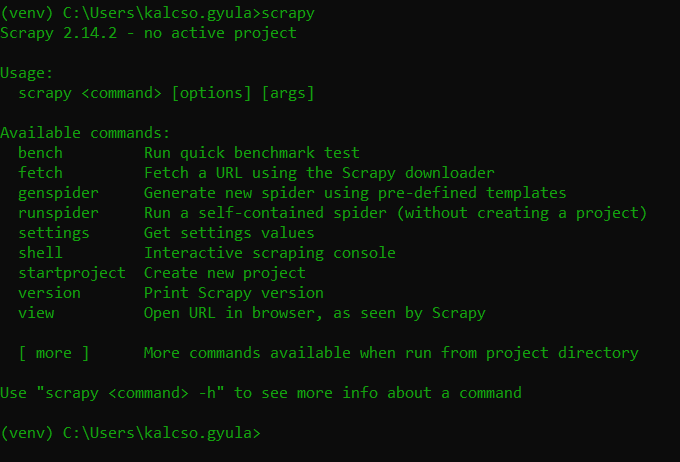 (venv) C:\Users\kalcso.gyula>scrapy
Scrapy 2.14.2 - no active project

Usage:
  scrapy <command> [options] [args]

Available commands:
  bench         Run quick benchmark test
  fetch         Fetch a URL using the Scrapy downloader
  genspider     Generate new spider using pre-defined templates
  runspider     Run a self-contained spider (without creating a project)
  settings      Get settings values
  shell         Interactive scraping console
  startproject  Create new project
  version       Print Scrapy version
  view          Open URL in browser, as seen by Scrapy

  [ more ]      More commands available when run from project directory

Use "scrapy <command> -h" to see more info about a command

(venv) C:\Users\kalcso.gyula>